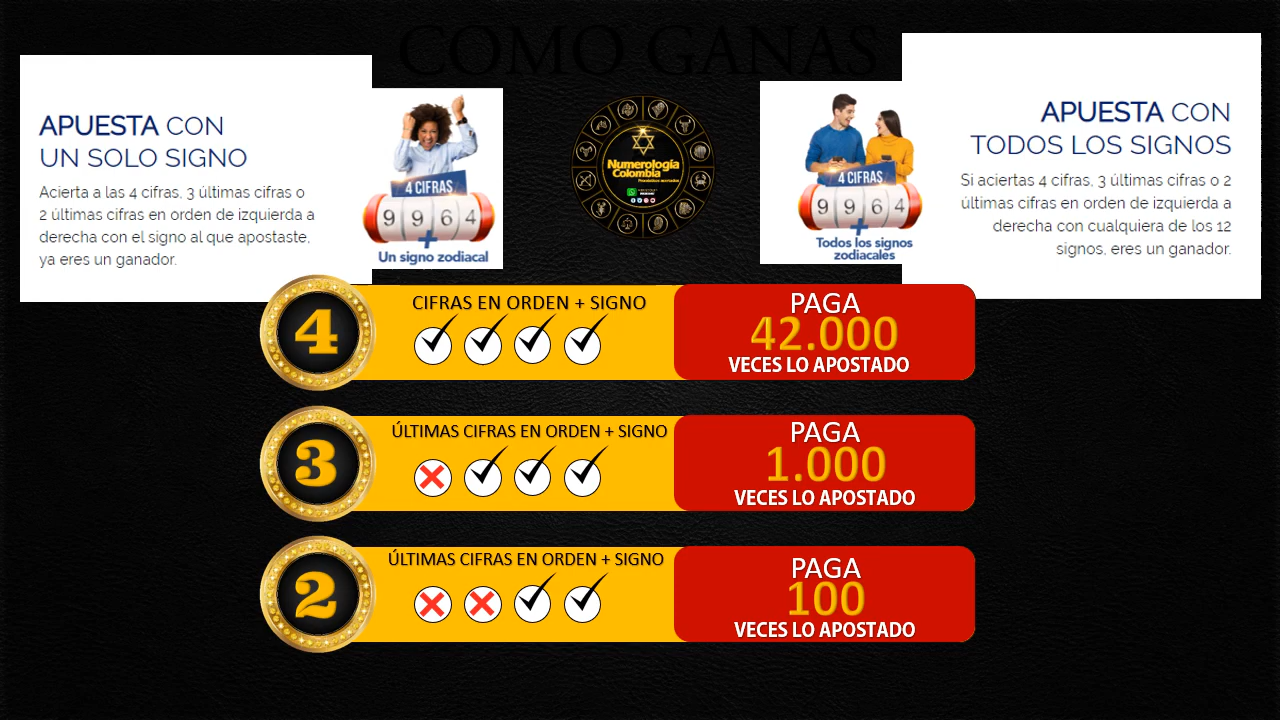 COMO GANAS
APUESTA CON
UN SOLO SIGNO
Acierta a las 4 cifras, 3 últimas cifras o
2 últimas cifras en orden de izquierda a
derecha con el signo al que apostaste,
ya eres un ganador.
4 CIFRAS
9 9 6 4
+
Un signo zodiacal
Numerología
Colombia
4 CIFRAS
9 9 6 4
+
Todos los signos
zodiacales
APUESTA CON
TODOS LOS SIGNOS
Si aciertas 4 cifras, 3 últimas cifras o 2
últimas cifras en orden de izquierda a
derecha con cualquiera de los 12
signos, eres un ganador.
4
CIFRAS EN ORDEN + SIGNO
PAGA
42.000
VECES LO APOSTADO
3
ÚLTIMAS CIFRAS EN ORDEN + SIGNO
PAGA
1.000
VECES LO APOSTADO
2
ÚLTIMAS CIFRAS EN ORDEN + SIGNO
PAGA
100
VECES LO APOSTADO